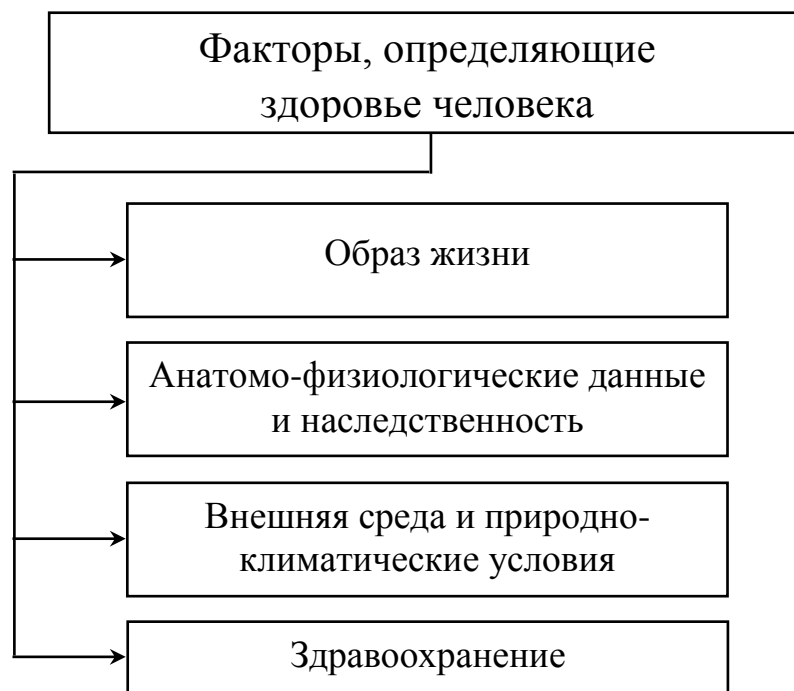 Факторы, определяющие
здоровье человека
Образ жизни
Анатомо-физиологические данные
и наследственность
Внешняя среда и природно-
климатические условия
Здравоохранение